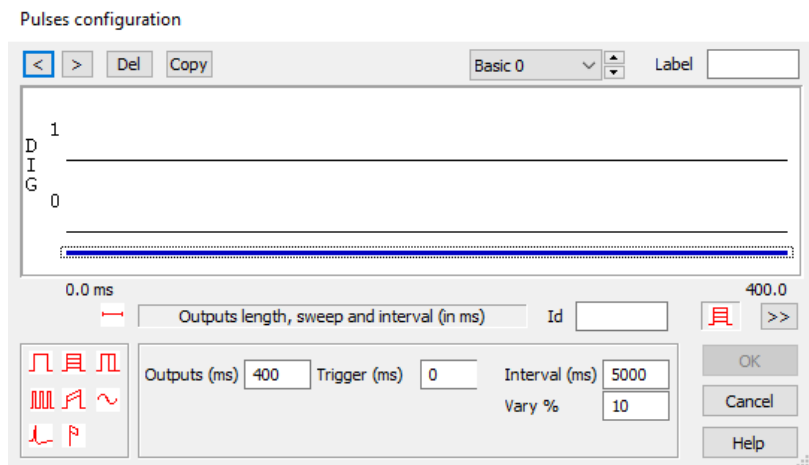 Pulses configuration
< > Del Copy Basic 0 Label
1
DIG
0
0.0 ms 400.0
Outputs length, sweep and interval (in ms) Id >>
Outputs (ms) 400 Trigger (ms) 0 Interval (ms) 5000 OK
Vary % 10 Cancel
Help